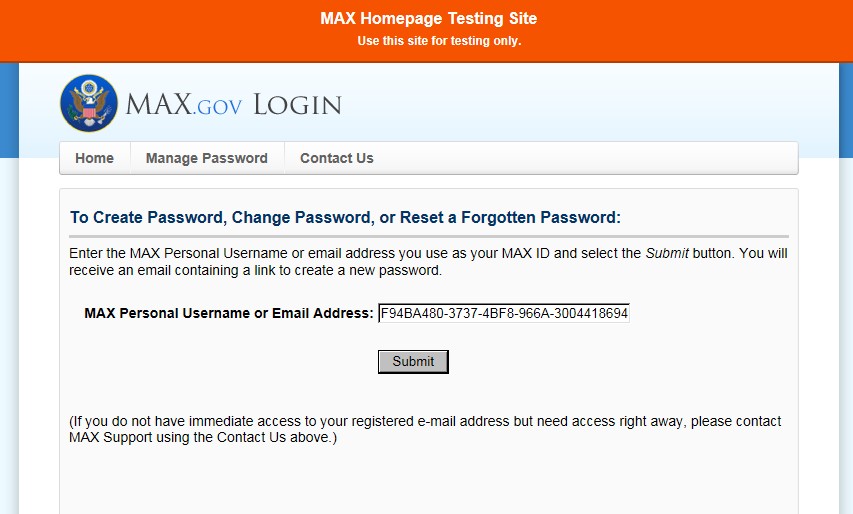 MAX Homepage Testing Site
Use this site for testing only.
MAX.gov Login
Home Manage Password Contact Us
To Create Password, Change Password, or Reset a Forgotten Password:
Enter the MAX Personal Username or email address you use as your MAX ID and select the Submit button. You will
receive an email containing a link to create a new password.
MAX Personal Username or Email Address: F94BA480-3737-4BF8-966A-3004418694
Submit
(If you do not have immediate access to your registered e-mail address but need access right away, please contact
MAX Support using the Contact Us above.)